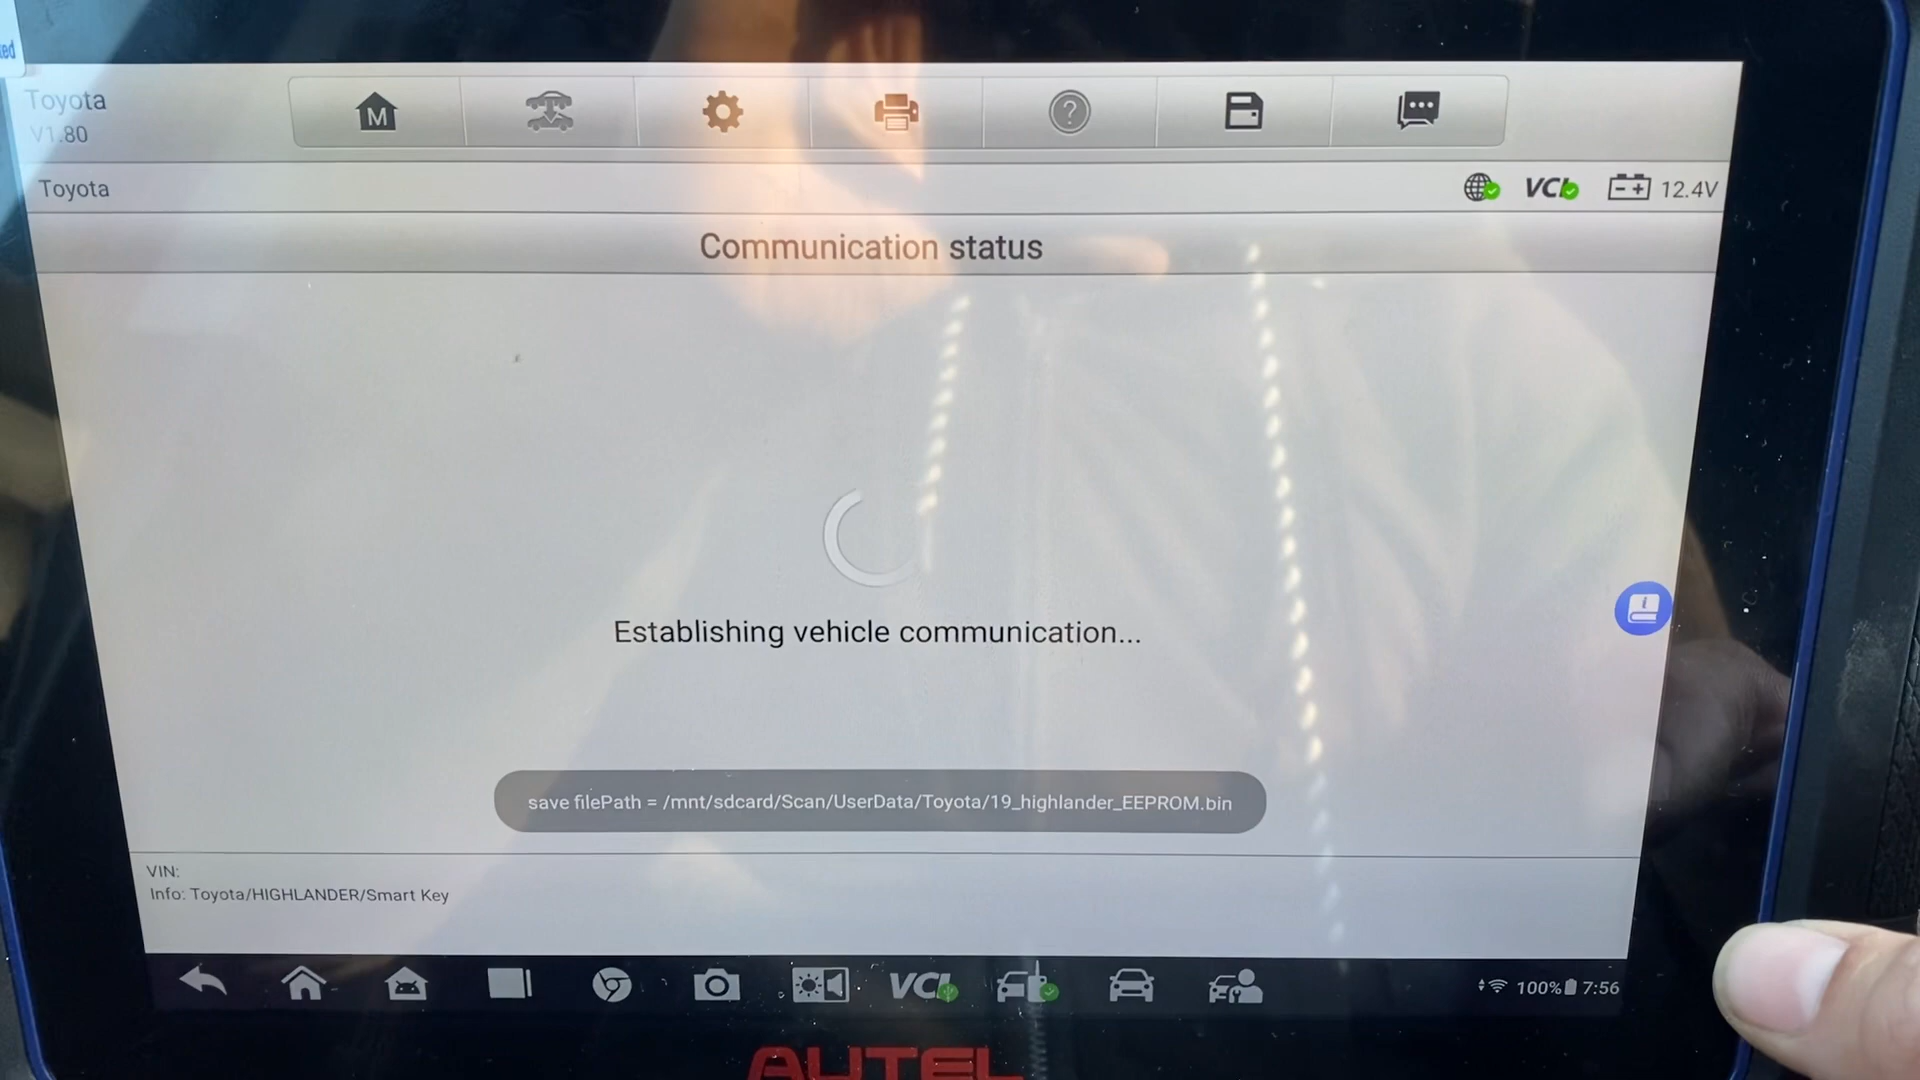 Toyota
V1.80
M
?
Toyota
VCI
12.4V
Communication status
Establishing vehicle communication...
save filePath = /mnt/sdcard/Scan/UserData/Toyota/19_highlander_EEPROM.bin
VIN:
Info: Toyota/HIGHLANDER/Smart Key
VCI
100%
7:56
AUTEL